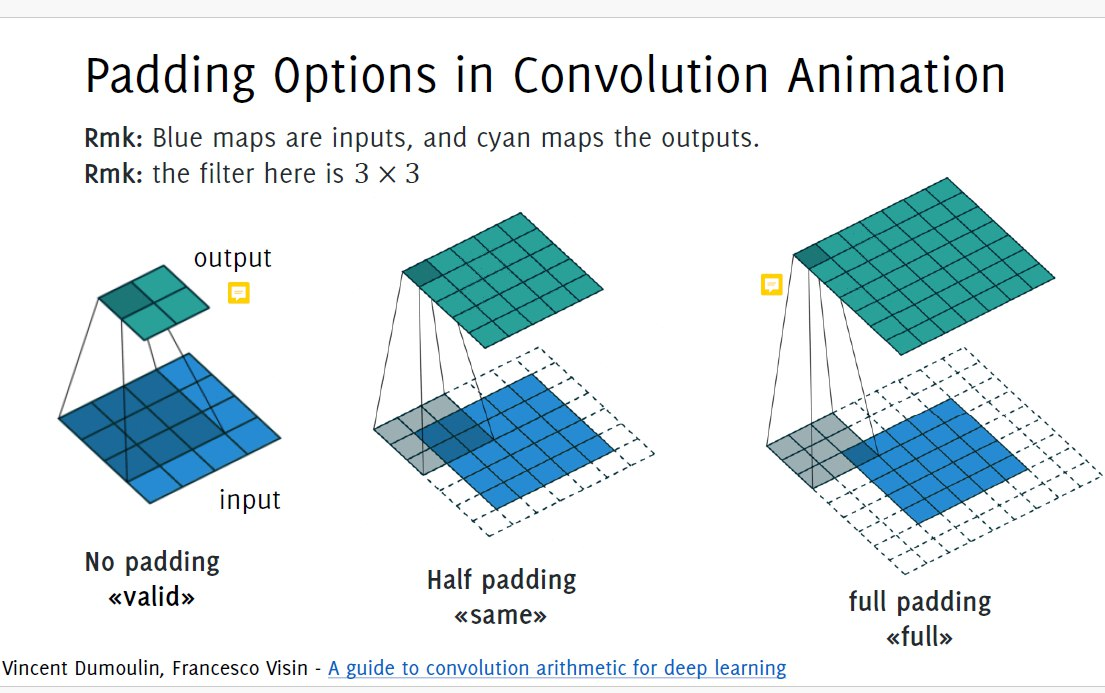 Padding Options in Convolution Animation
Rmk: Blue maps are inputs, and cyan maps the outputs.
Rmk: the filter here is 3 × 3
output
input
No padding
«valid»
Half padding
«same»
full padding
«full»
Vincent Dumoulin, Francesco Visin - A guide to convolution arithmetic for deep learning